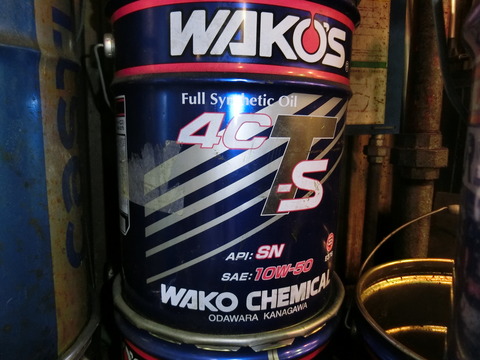 WAKO'S
Full Synthetic Oil
4CT
-S
API: SN
SAE: 10W-50
WAKO CHEMICAL
ODAWARA KANAGAWA